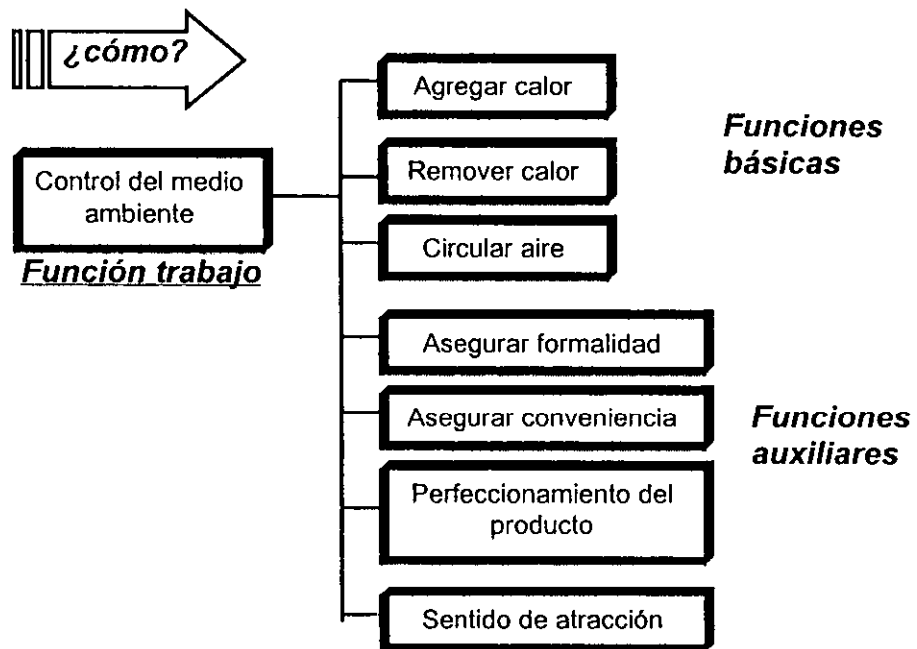 ¿cómo?
Agregar calor
Funciones
básicas
Control del medio
ambiente
Remover calor
Función trabajo
Circular aire
Asegurar formalidad
Asegurar conveniencia
Funciones
auxiliares
Perfeccionamiento del
producto
Sentido de atracción